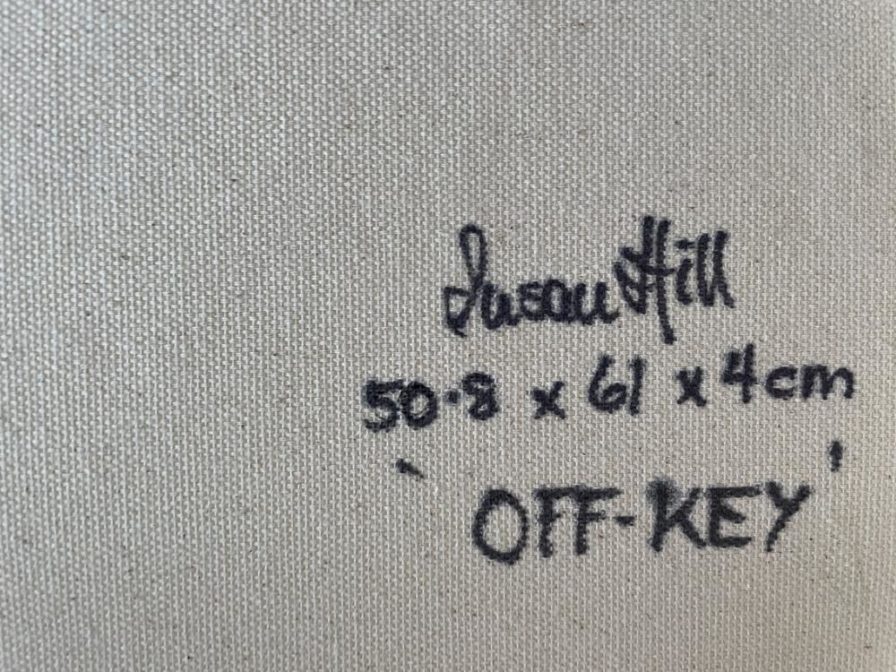 Susan Hill
50.8 x 61 x 4cm
'OFF-KEY'